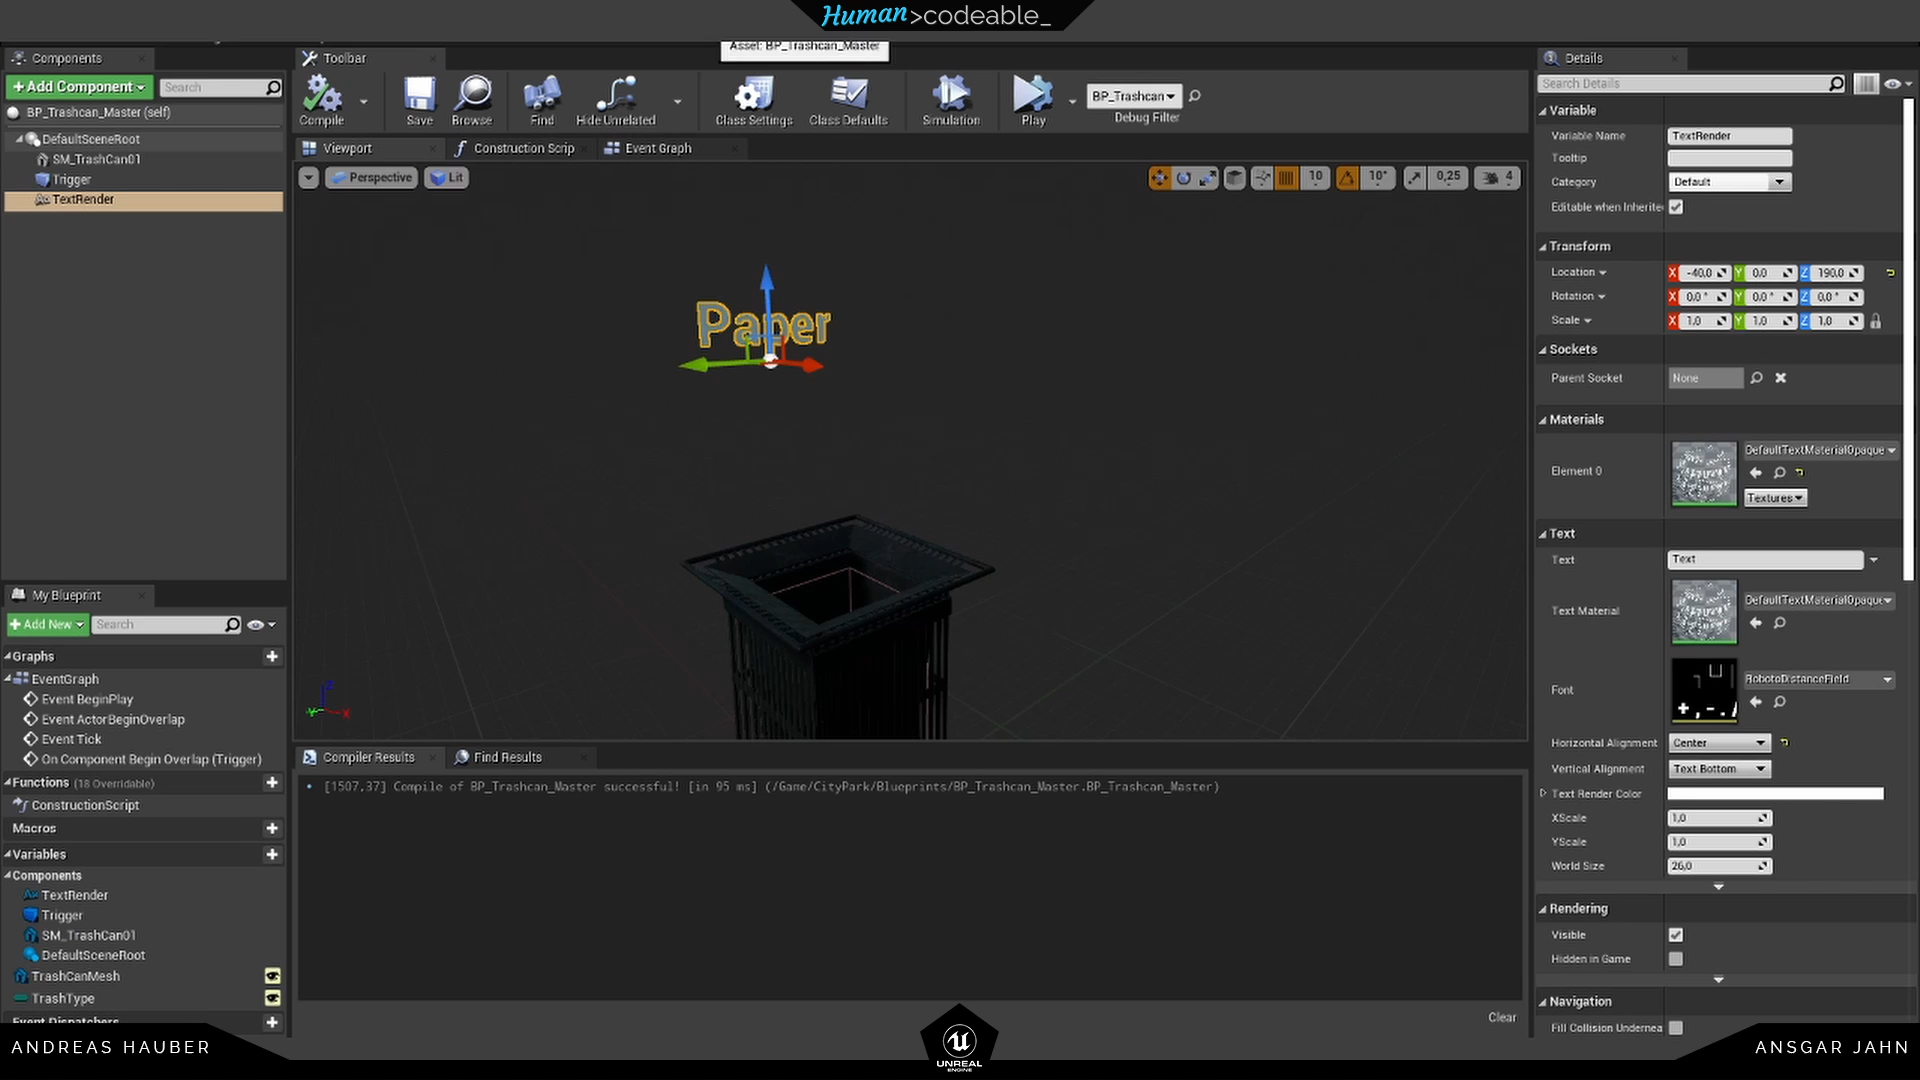 Human>codeable_
Components
Toolbar
Asset: BP_Trashcan_Master
Details
+Add Component
Search
Search Details
BP_Trashcan_Master (self)
Compile
Save
Browse
Find
Hide Unrelated
Class Settings
Class Defaults
Simulation
Play
BP_Trashcan
Debug Filter
DefaultSceneRoot
SM_TrashCan01
Trigger
TextRender
Viewport
Construction Scrip
Event Graph
Perspective
Lit
10
10°
0,25
4
Paper
Z
Y
X
Variable
Variable Name
TextRender
Tooltip
Category
Default
Editable when Inherite
Transform
Location
X -40,0 Y 0,0 Z 190,0
Rotation
X 0,0 ° Y 0,0 ° Z 0,0 °
Scale
X 1,0 Y 1,0 Z 1,0
Sockets
Parent Socket
None
Materials
Element 0
DefaultTextMaterialOpaque
Textures
Text
Text
Text
Text Material
DefaultTextMaterialOpaque
Font
RobotoDistanceField
Horizontal Alignment
Center
Vertical Alignment
Text Bottom
Text Render Color
XScale
1,0
YScale
1,0
World Size
26,0
Rendering
Visible
Hidden in Game
Navigation
Fill Collision Undernea
My Blueprint
+Add New
Search
Graphs
EventGraph
Event BeginPlay
Event ActorBeginOverlap
Event Tick
On Component Begin Overlap (Trigger)
Functions (18 Overridable)
ConstructionScript
Macros
Variables
Components
TextRender
Trigger
SM_TrashCan01
DefaultSceneRoot
TrashCanMesh
TrashType
Event Dispatchers
Compiler Results
Find Results
[1507,37] Compile of BP_Trashcan_Master successful! [in 95 ms] (/Game/CityPark/Blueprints/BP_Trashcan_Master.BP_Trashcan_Master)
Clear
ANDREAS HAUBER
UNREAL
ENGINE
ANSGAR JAHN